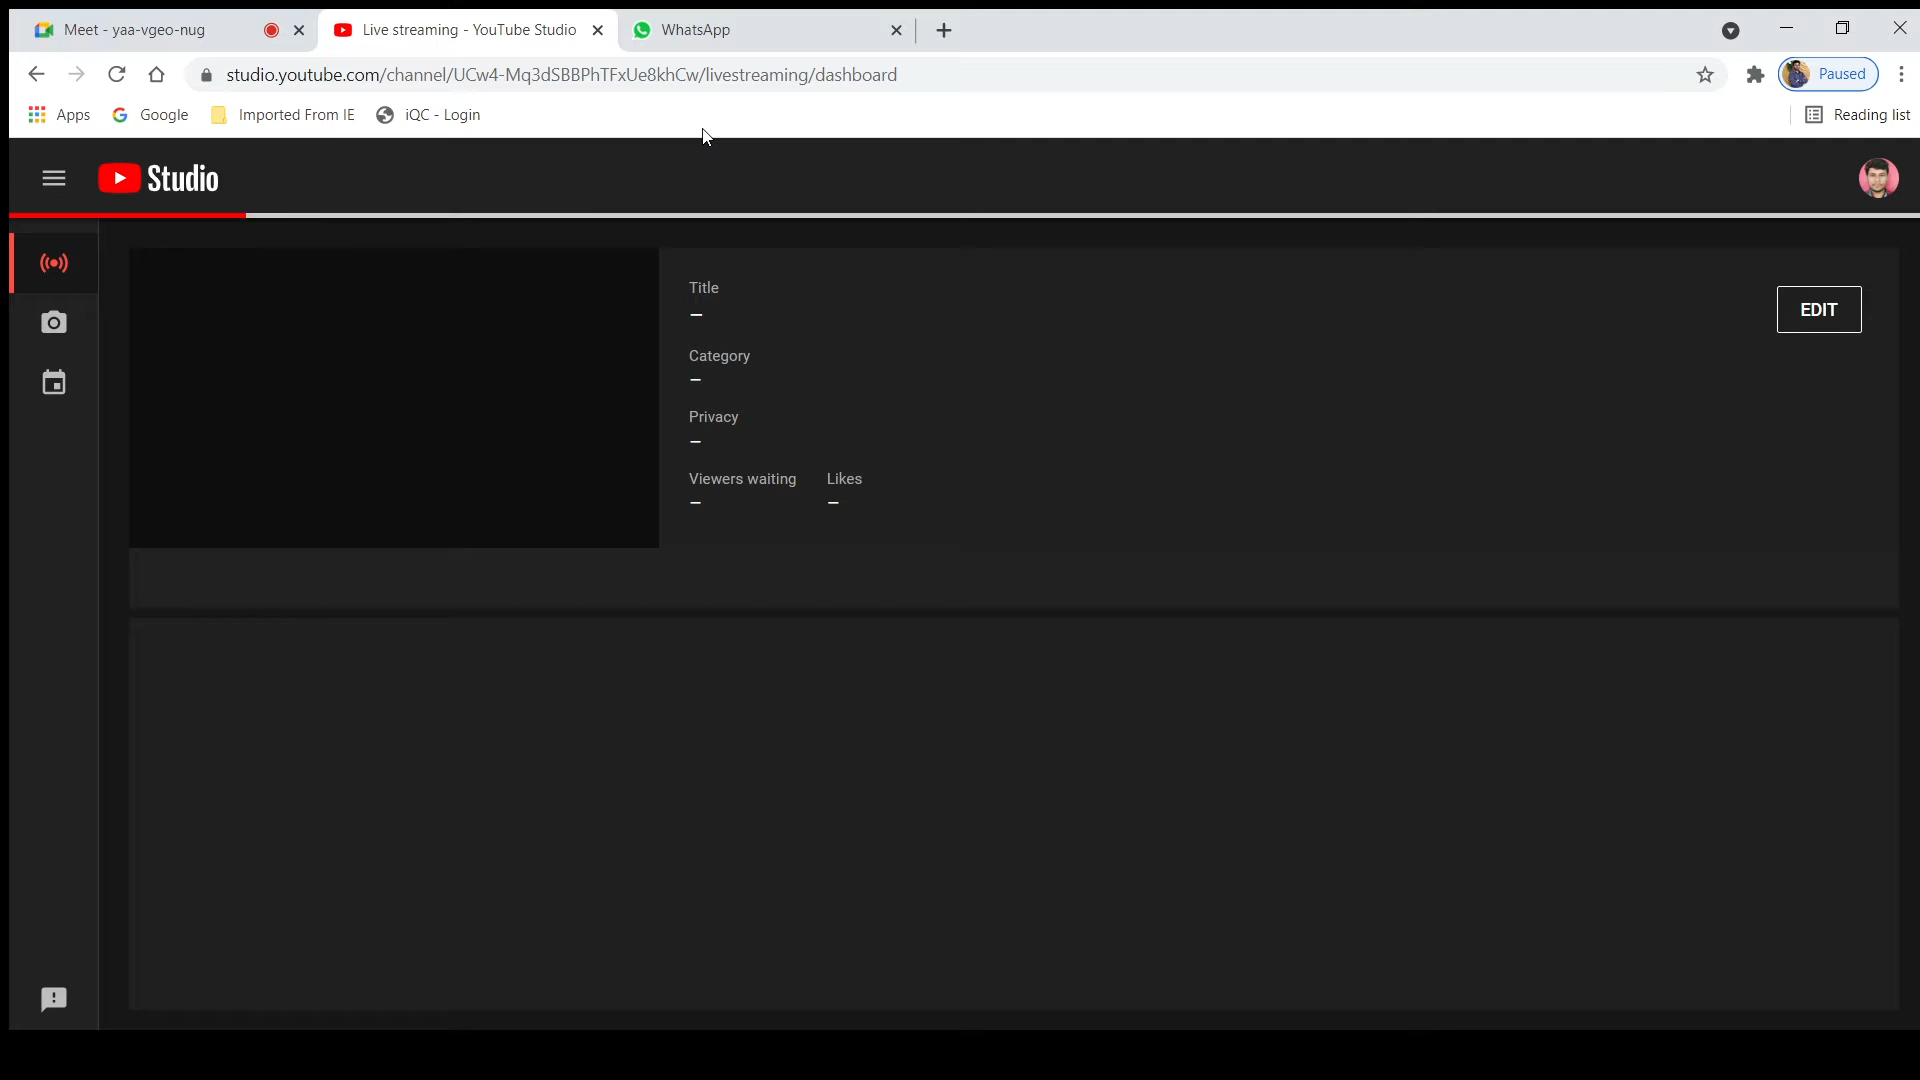 Meet - yaa-vgeo-nug
Live streaming - YouTube Studio
WhatsApp
studio.youtube.com/channel/UCw4-Mq3dSBBPhTFxUe8khCw/livestreaming/dashboard
Paused
Apps
Google
Imported From IE
iQC - Login
Reading list
Studio
Title
–
EDIT
Category
–
Privacy
–
Viewers waiting Likes
– –